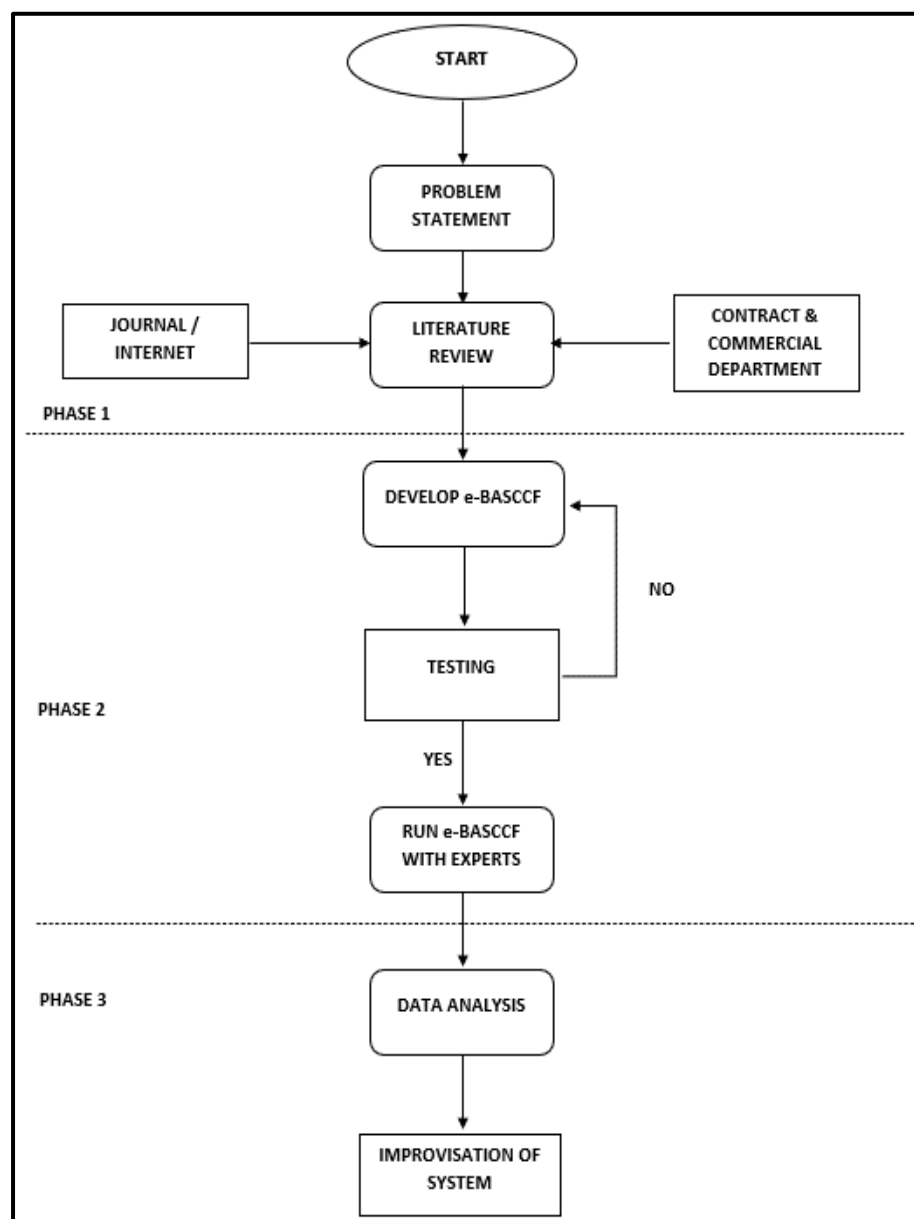 START
PROBLEM
STATEMENT
JOURNAL /
INTERNET
LITERATURE
REVIEW
CONTRACT &
COMMERCIAL
DEPARTMENT
PHASE 1
DEVELOP e-BASCCF
NO
TESTING
PHASE 2
YES
RUN e-BASCCF
WITH EXPERTS
PHASE 3
DATA ANALYSIS
IMPROVISATION OF
SYSTEM